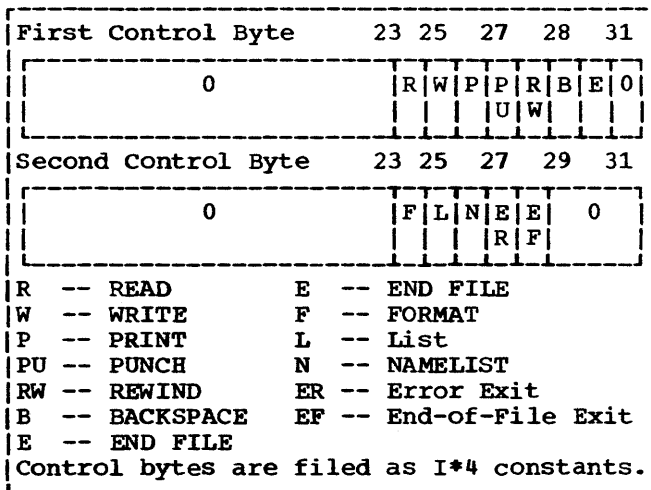 First Control Byte 23 25 27 28 31
0 R W P P R B E 0
U W
Second Control Byte 23 25 27 29 31
0 F L N E E 0
R F
R -- READ E -- END FILE
W -- WRITE F -- FORMAT
P -- PRINT L -- List
PU -- PUNCH N -- NAMELIST
RW -- REWIND ER -- Error Exit
B -- BACKSPACE EF -- End-of-File Exit
E -- END FILE
Control bytes are filed as I*4 constants.